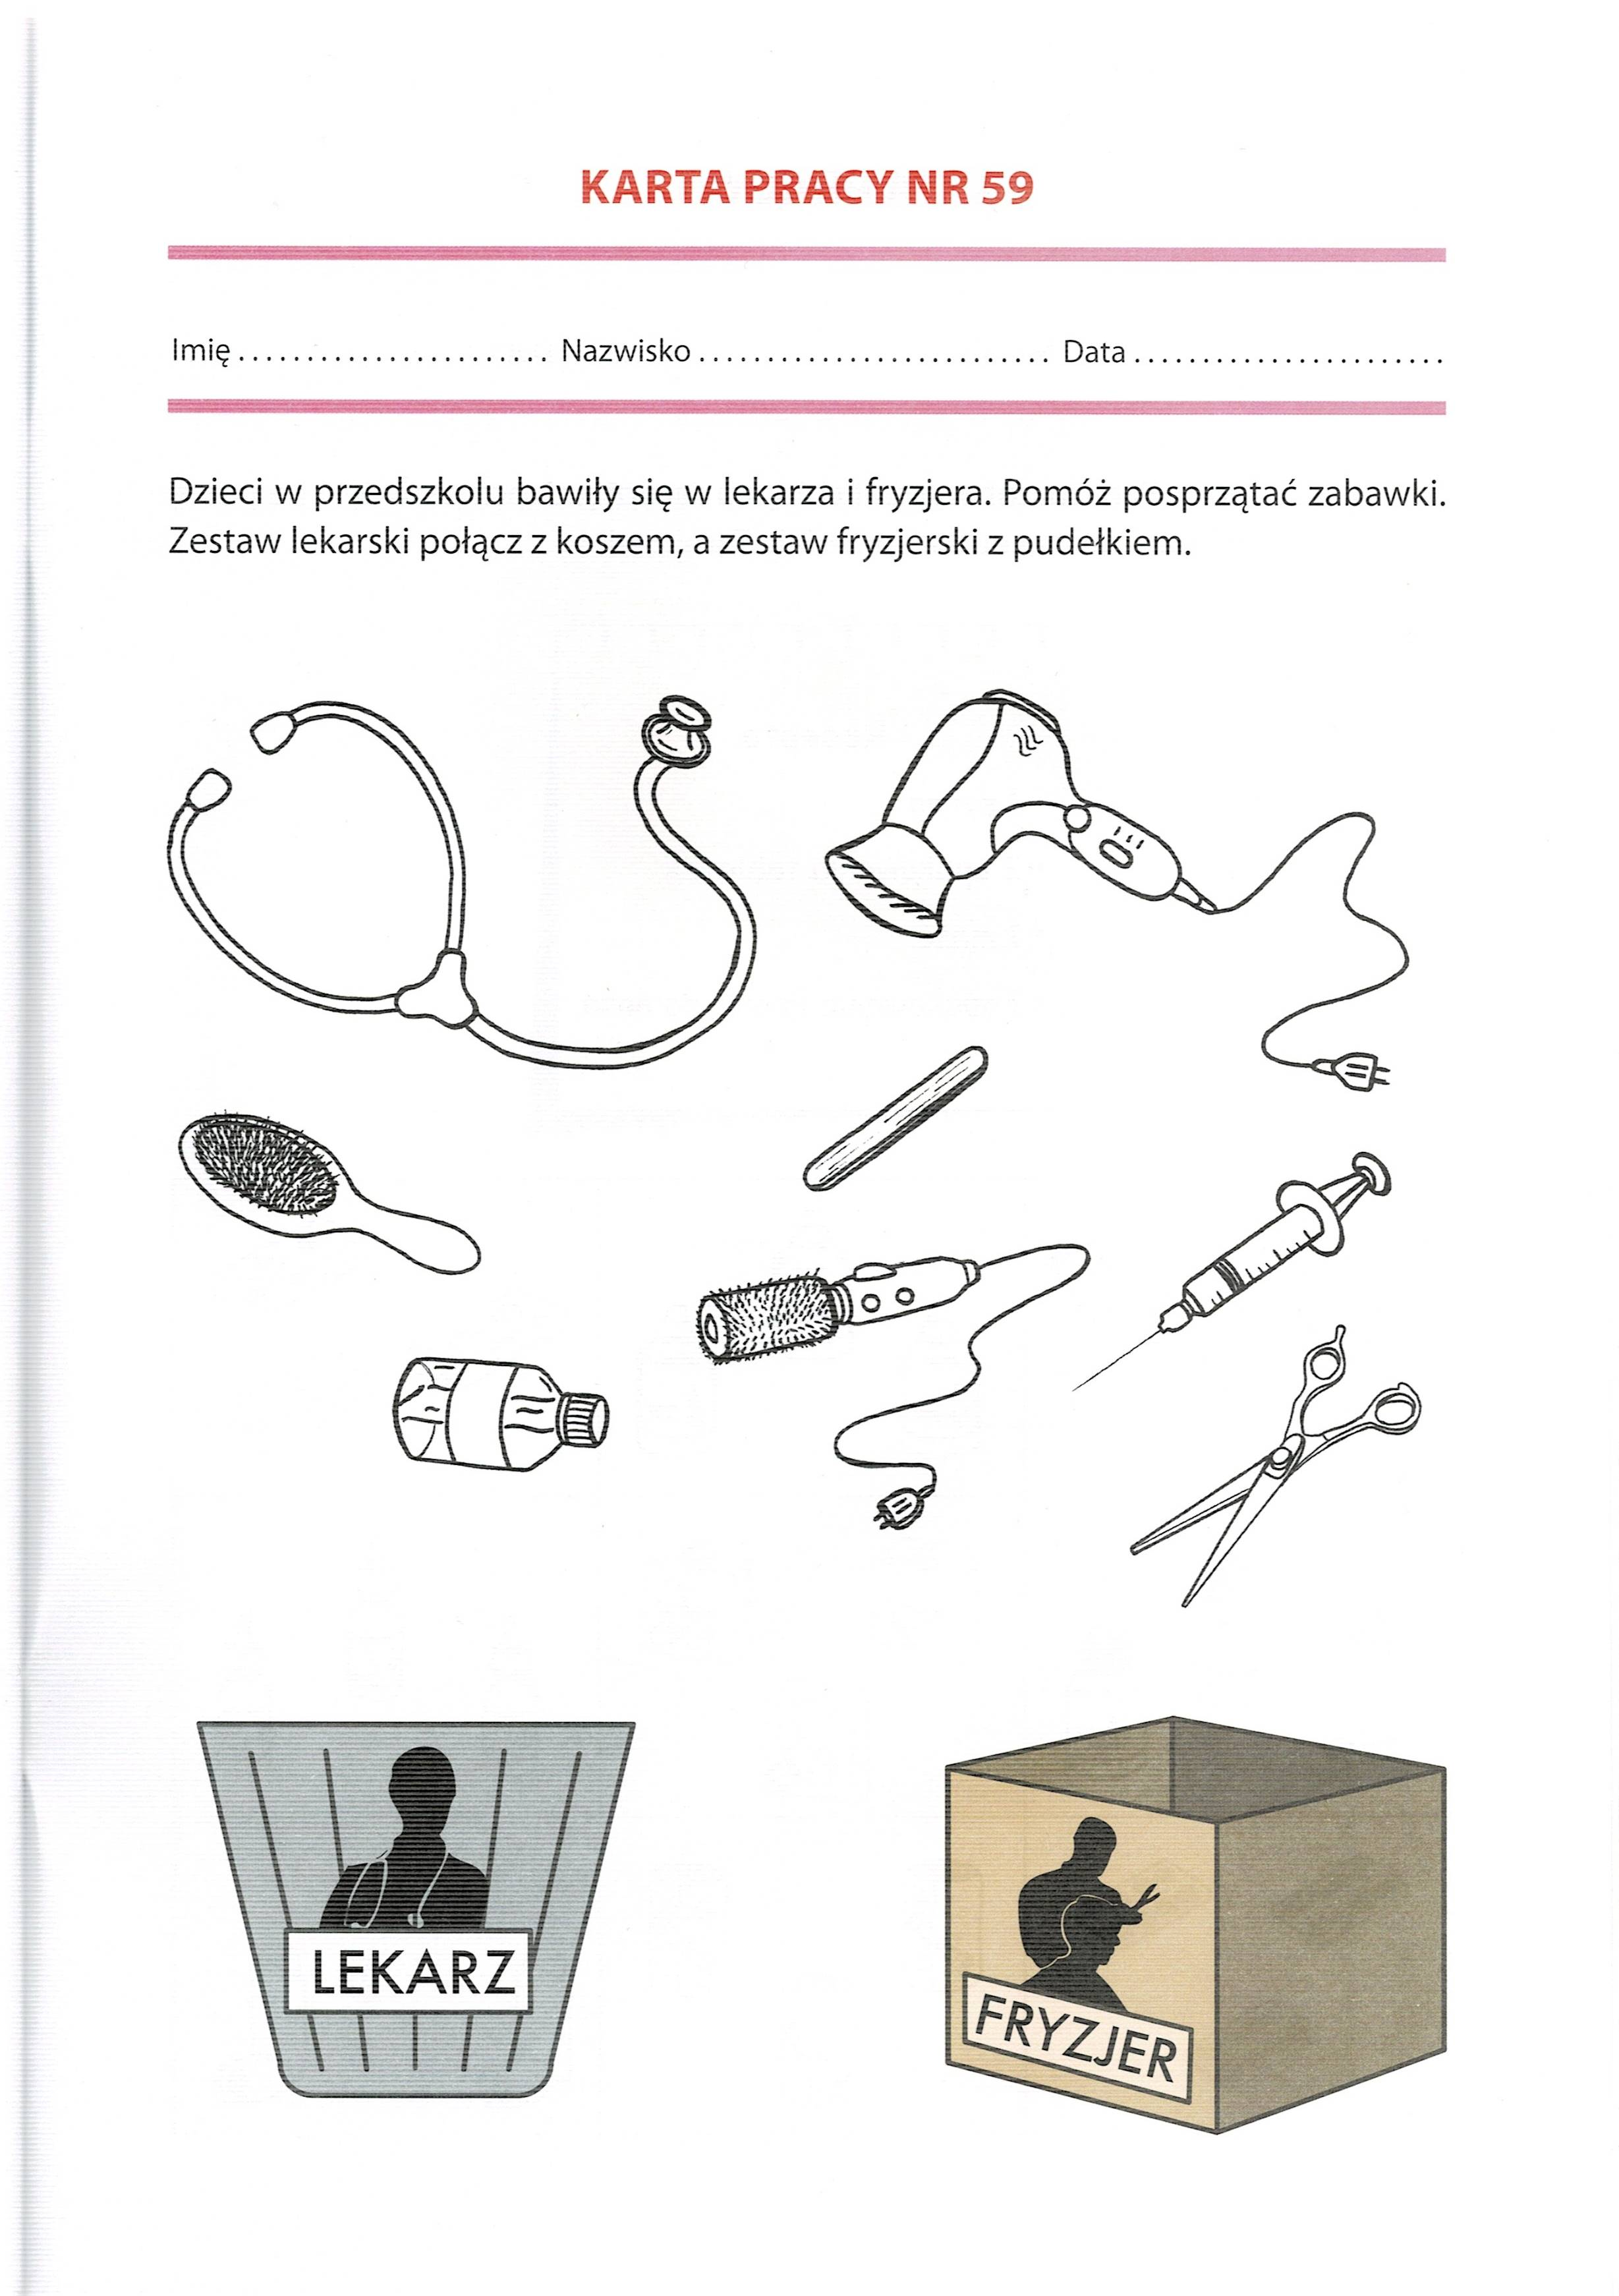 KARTA PRACY NR 59
Imię ...................... Nazwisko ......................... Data ......................
Dzieci w przedszkolu bawiły się w lekarza i fryzjera. Pomóż posprzątać zabawki.
Zestaw lekarski połącz z koszem, a zestaw fryzjerski z pudełkiem.
LEKARZ
FRYZJER